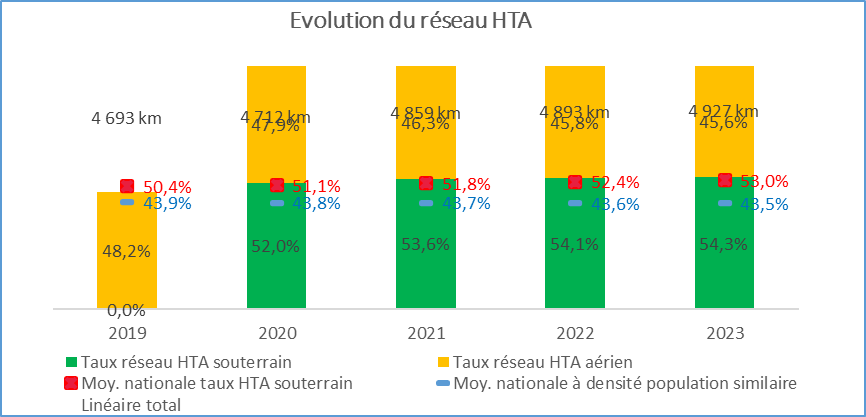 Evolution du réseau HTA
4 693 km
4 712 km
4 859 km
4 893 km
4 927 km
47,9%
46,3%
45,8%
45,6%
50,4%
51,1%
51,8%
52,4%
53,0%
43,9%
43,8%
43,7%
43,6%
43,5%
48,2%
52,0%
53,6%
54,1%
54,3%
0,0%
2019
2020
2021
2022
2023
Taux réseau HTA souterrain
Taux réseau HTA aérien
Moy. nationale taux HTA souterrain
Moy. nationale à densité population similaire
Linéaire total